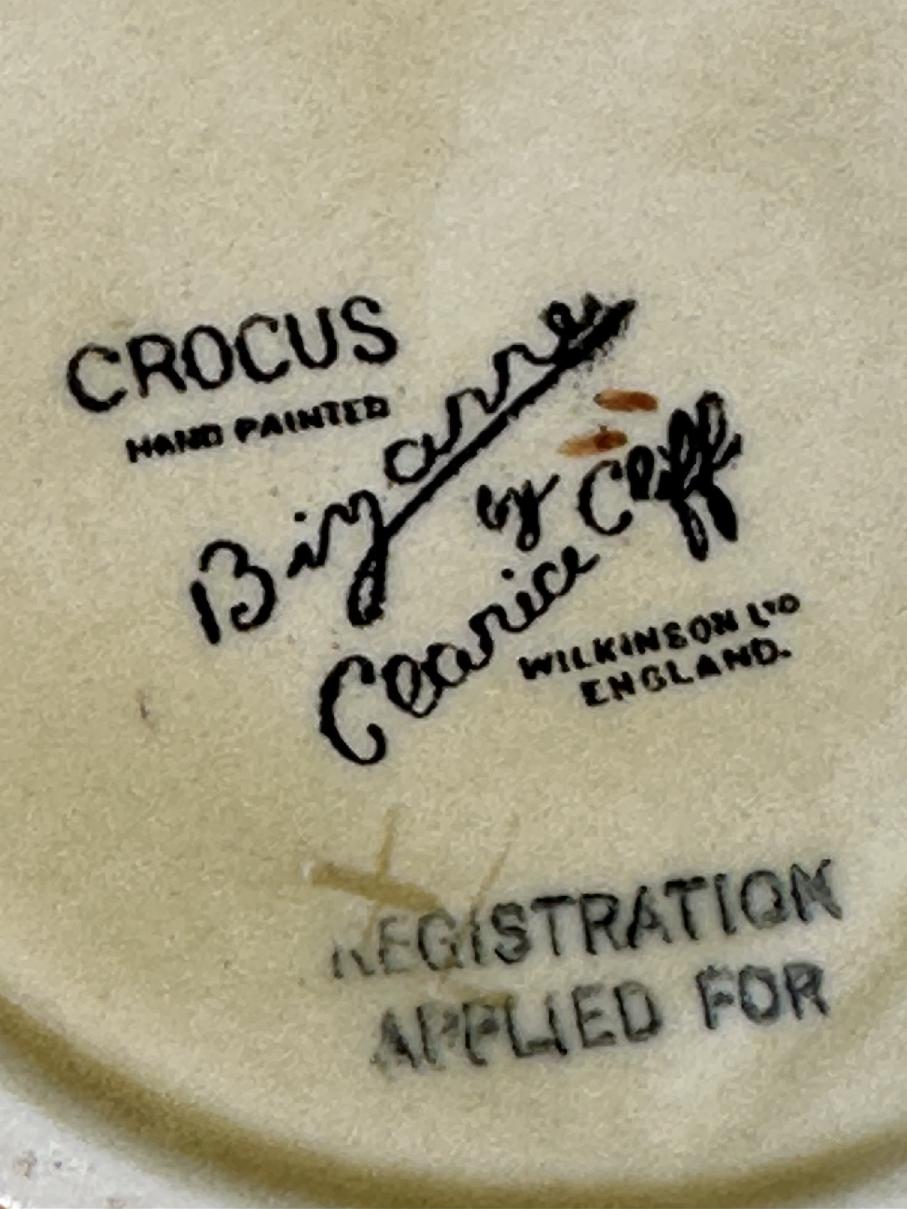 CROCUS
HAND PAINTED
Bizarre
by
Clarice Cliff
WILKINSON LTD
ENGLAND.
REGISTRATION
APPLIED FOR